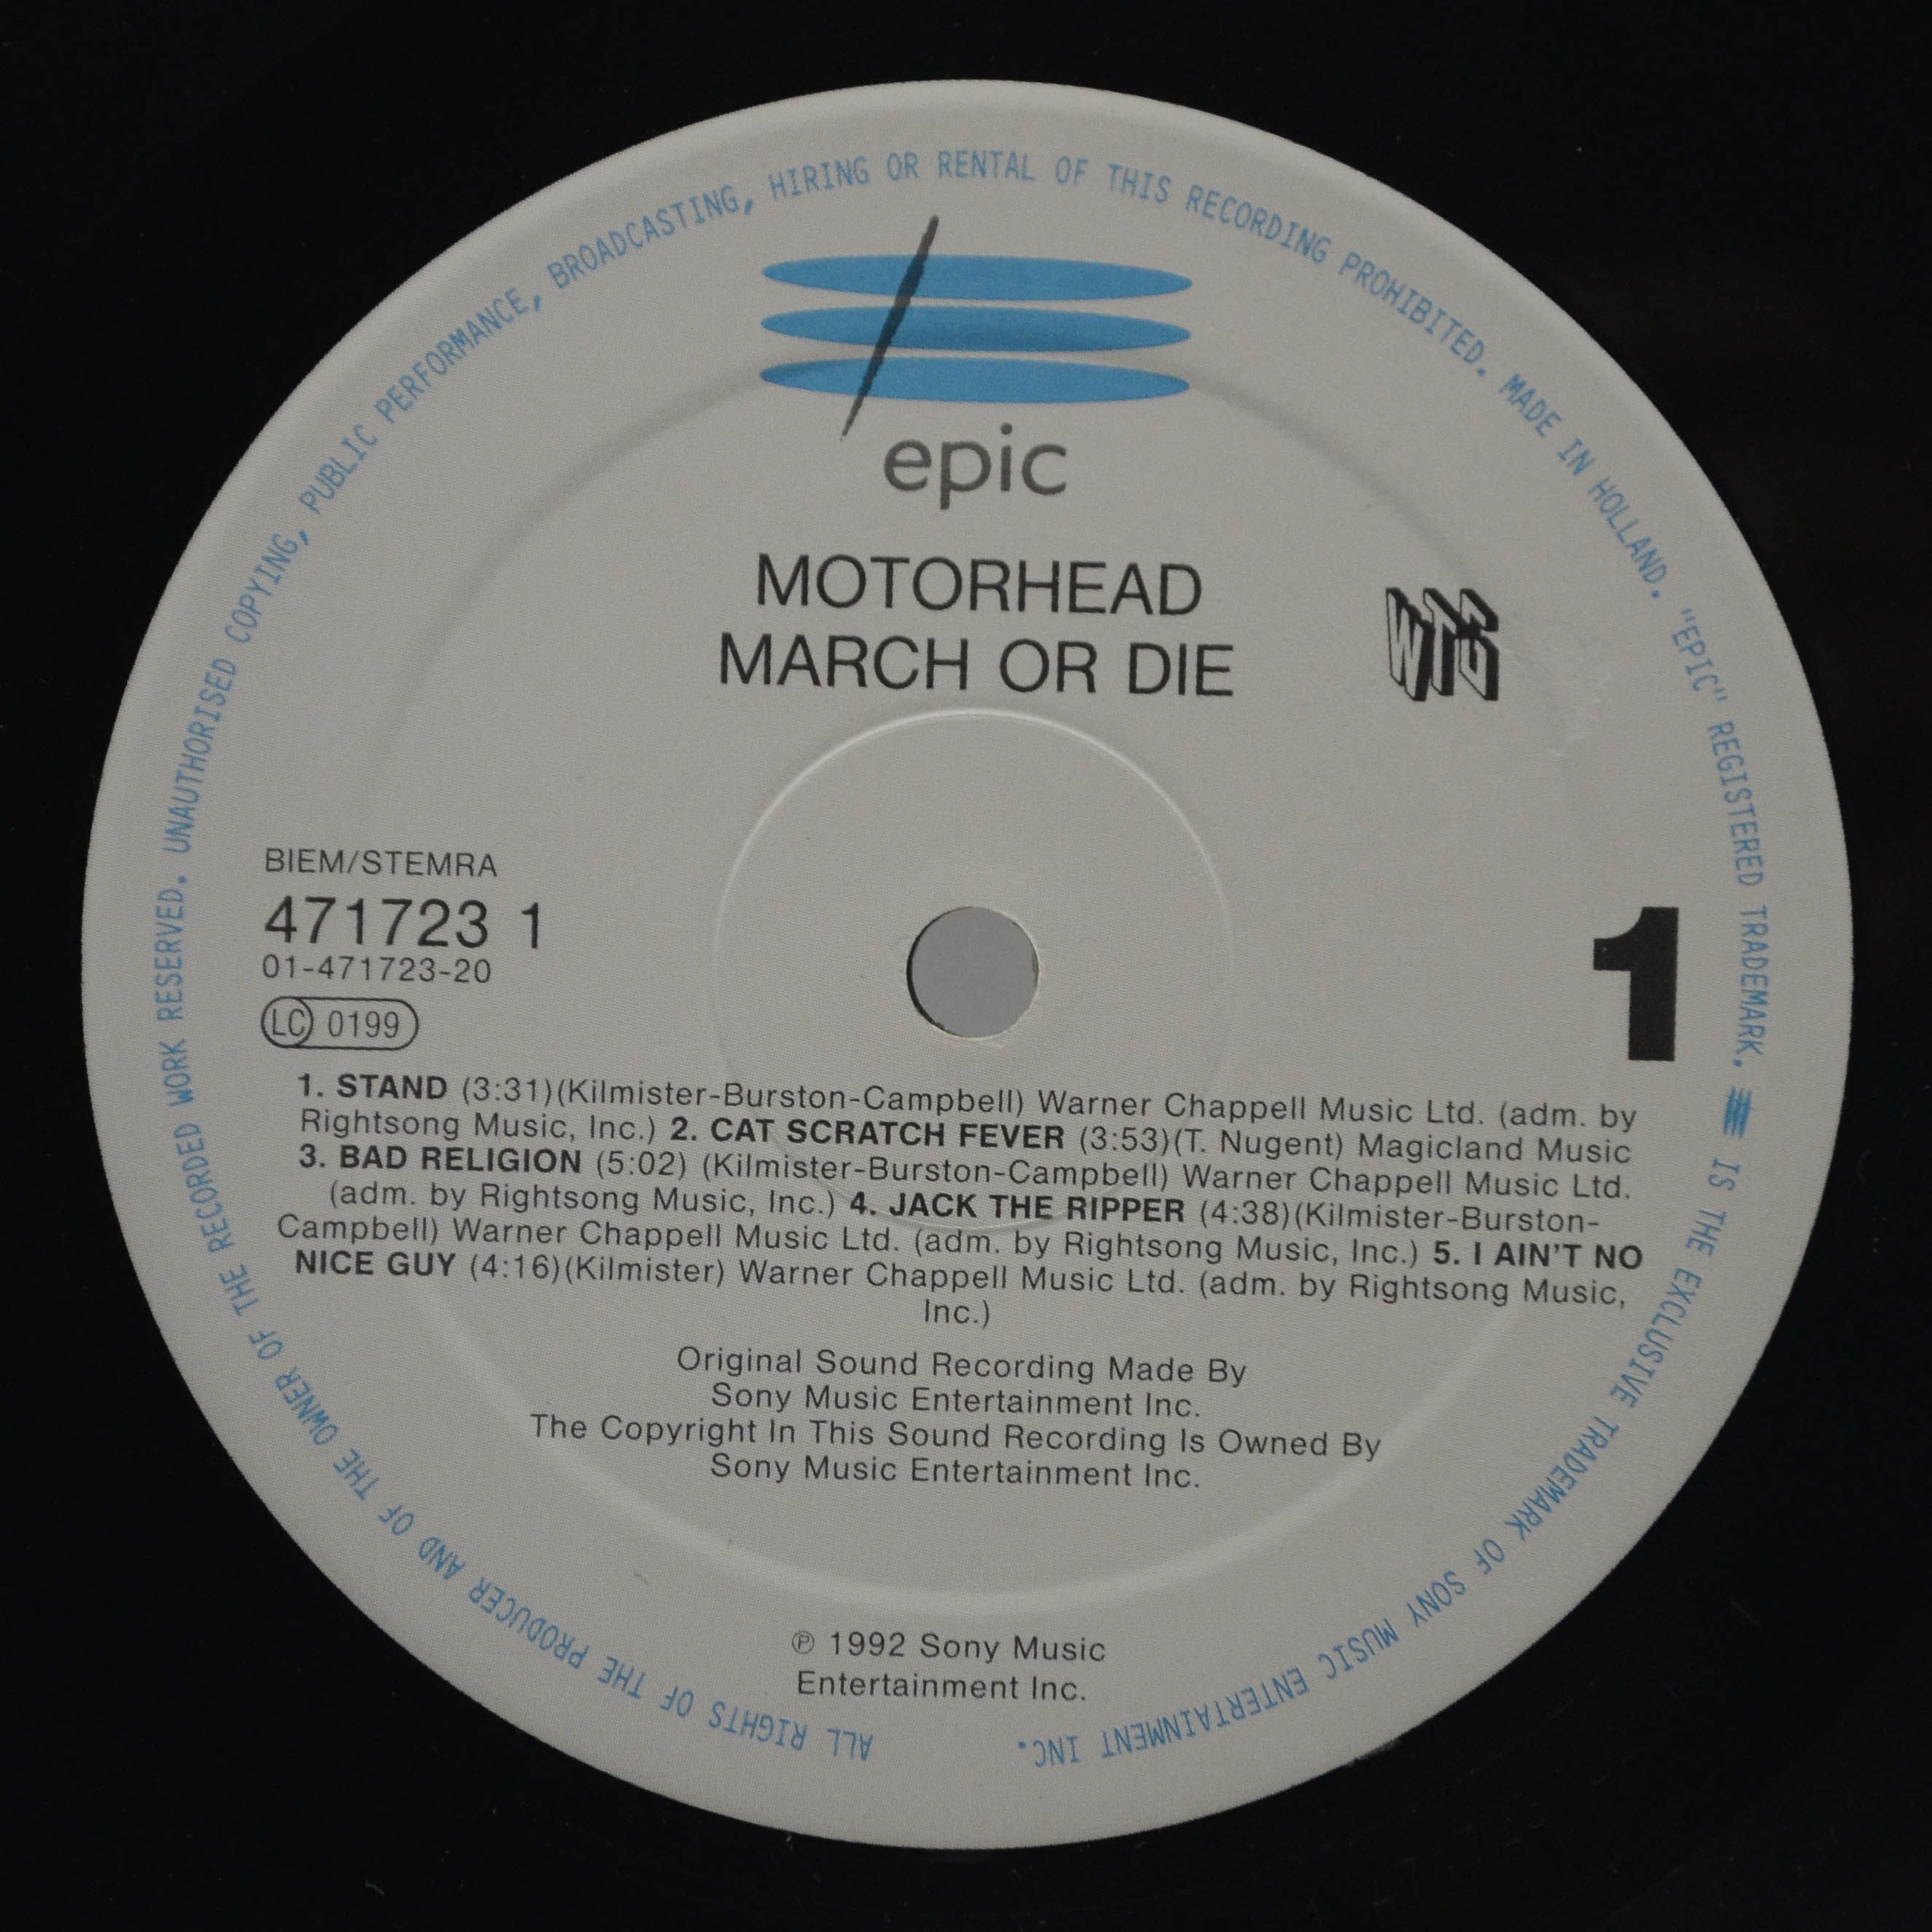 epic
MOTORHEAD
MARCH OR DIE
WTG
BIEM/STEMRA
471723 1
01-471723-20
LC 0199
1
1. STAND (3:31)(Kilmister-Burston-Campbell) Warner Chappell Music Ltd. (adm. by
Rightsong Music, Inc.) 2. CAT SCRATCH FEVER (3:53)(T. Nugent) Magicland Music
3. BAD RELIGION (5:02) (Kilmister-Burston-Campbell) Warner Chappell Music Ltd.
(adm. by Rightsong Music, Inc.) 4. JACK THE RIPPER (4:38)(Kilmister-Burston-
Campbell) Warner Chappell Music Ltd. (adm. by Rightsong Music, Inc.) 5. I AIN'T NO
NICE GUY (4:16)(Kilmister) Warner Chappell Music Ltd. (adm. by Rightsong Music,
Inc.)
Original Sound Recording Made By
Sony Music Entertainment Inc.
The Copyright In This Sound Recording Is Owned By
Sony Music Entertainment Inc.
℗ 1992 Sony Music
Entertainment Inc.
ALL RIGHTS OF THE PRODUCER AND OF THE OWNER OF THE RECORDED WORK RESERVED. UNAUTHORISED COPYING, PUBLIC PERFORMANCE, BROADCASTING, HIRING OR RENTAL OF THIS RECORDING PROHIBITED. MADE IN HOLLAND. "EPIC" REGISTERED TRADEMARK. IS THE EXCLUSIVE TRADEMARK OF SONY MUSIC ENTERTAINMENT INC.